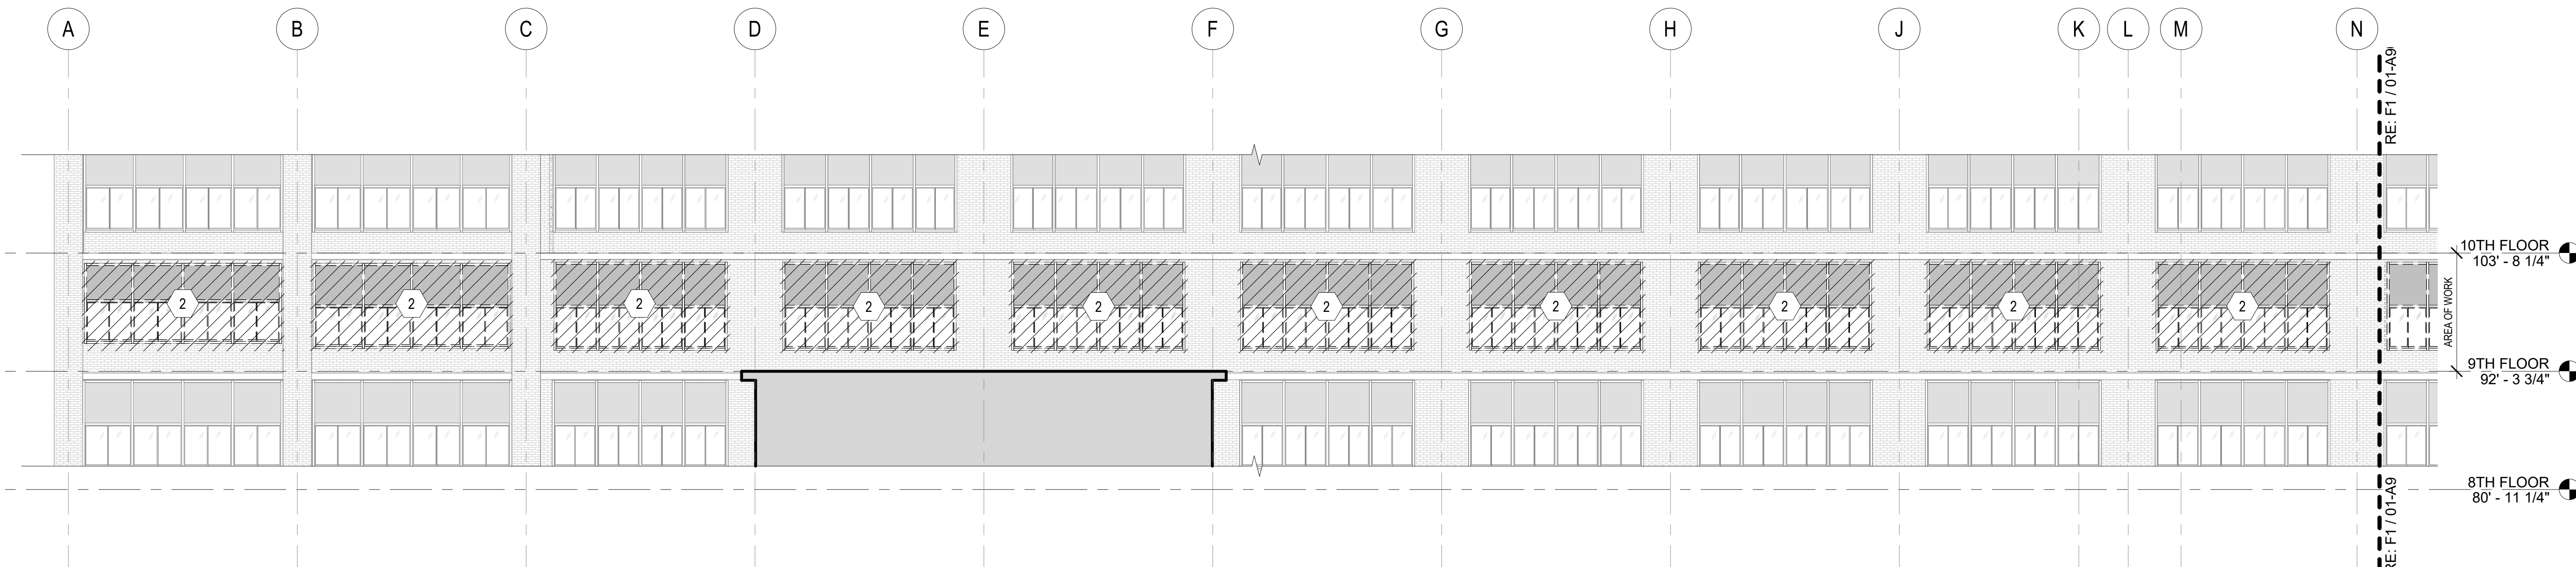 A B C D E F G H J K L M N
RE: F1 / 01-A9
10TH FLOOR
103' - 8 1/4"
2 2 2 2 2 2 2 2 2 2
AREA OF WORK
9TH FLOOR
92' - 3 3/4"
8TH FLOOR
80' - 11 1/4"
RE: F1 / 01-A9